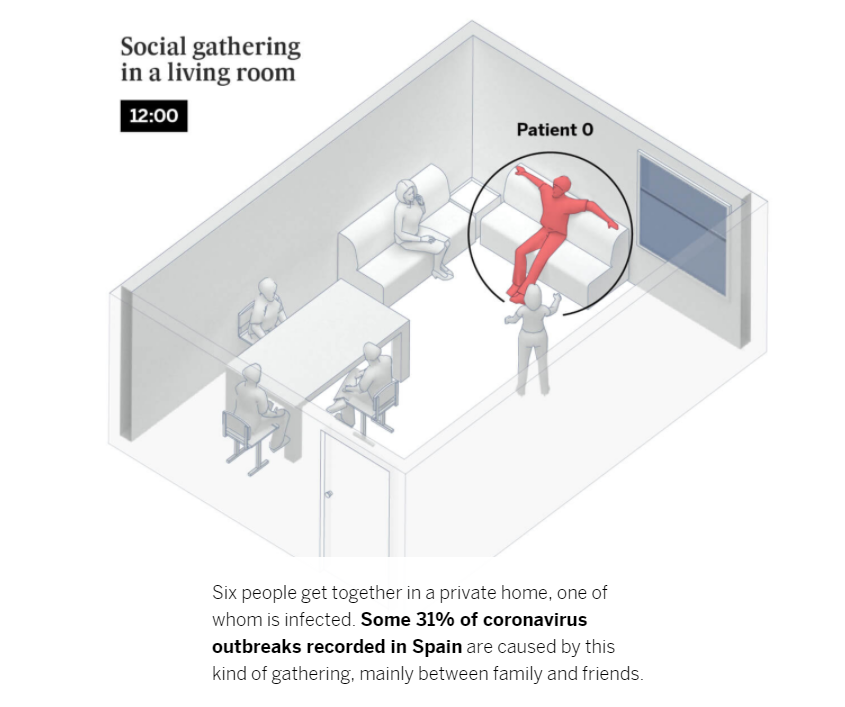 Social gathering
in a living room
12:00
Patient 0
Six people get together in a private home, one of
whom is infected. Some 31% of coronavirus
outbreaks recorded in Spain are caused by this
kind of gathering, mainly between family and friends.